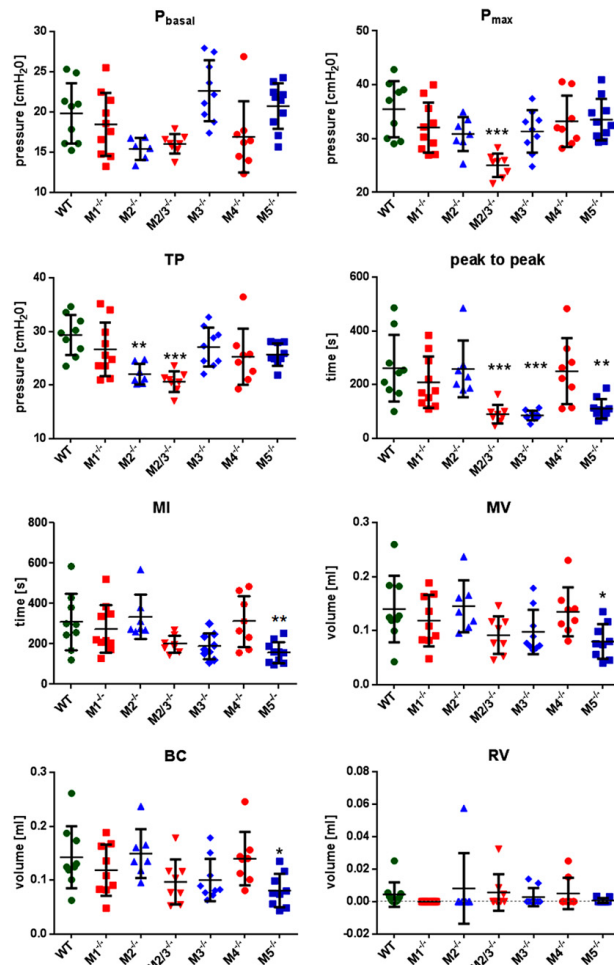 P_basal
pressure [cmH20]
30
25
20
15
10
WT M1-/- M2-/- M2/3-/- M3-/- M4-/- M5-/-
P_max
pressure [cmH20]
50
40
30
20
***
WT M1-/- M2-/- M2/3-/- M3-/- M4-/- M5-/-
TP
pressure [cmH20]
40
30
20
10
** ***
WT M1-/- M2-/- M2/3-/- M3-/- M4-/- M5-/-
peak to peak
time [s]
600
400
200
0
*** *** **
WT M1-/- M2-/- M2/3-/- M3-/- M4-/- M5-/-
MI
time [s]
800
600
400
200
0
**
WT M1-/- M2-/- M2/3-/- M3-/- M4-/- M5-/-
MV
volume [ml]
0.3
0.2
0.1
0.0
*
WT M1-/- M2-/- M2/3-/- M3-/- M4-/- M5-/-
BC
volume [ml]
0.3
0.2
0.1
0.0
*
WT M1-/- M2-/- M2/3-/- M3-/- M4-/- M5-/-
RV
volume [ml]
0.08
0.06
0.04
0.02
0.00
-0.02
WT M1-/- M2-/- M2/3-/- M3-/- M4-/- M5-/-